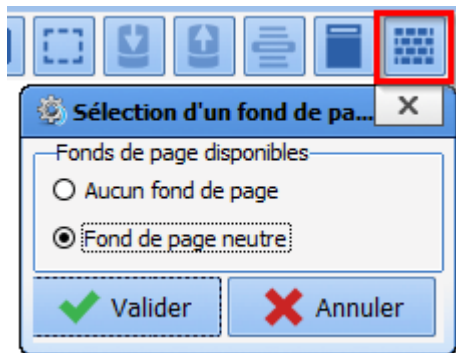 Sélection d'un fond de pa...
Fonds de page disponibles
Aucun fond de page
Fond de page neutre
Valider
Annuler